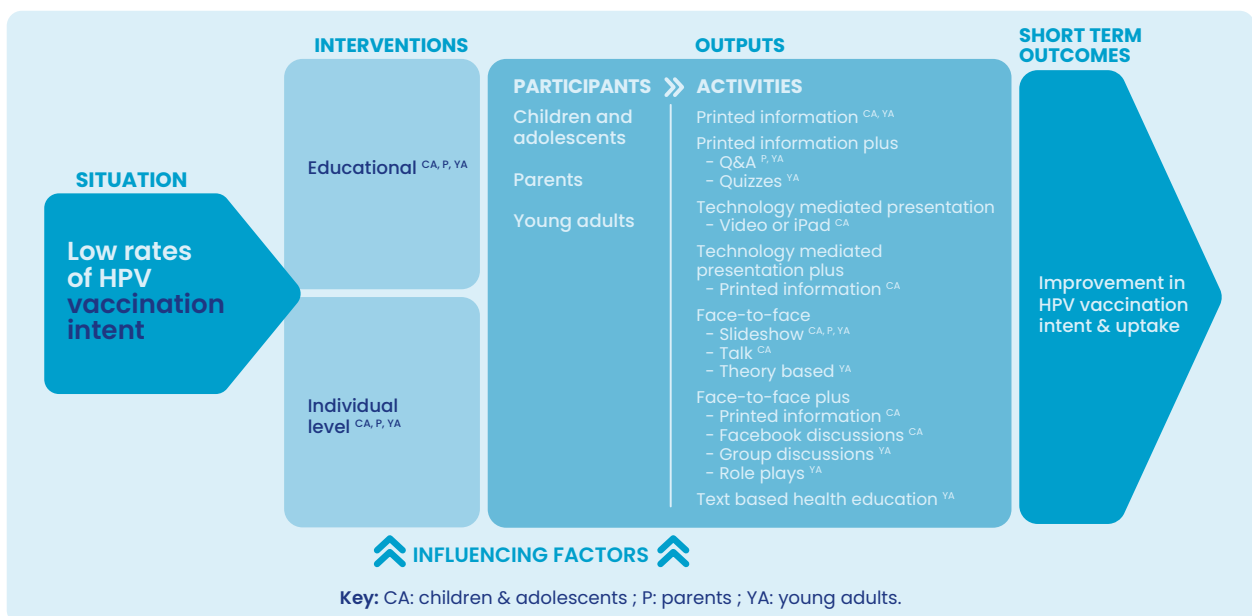 SITUATION
Low rates
of HPV
vaccination
intent
INTERVENTIONS
Educational CA, P, YA
Individual
level CA, P, YA
OUTPUTS
PARTICIPANTS
Children and
adolescents
Parents
Young adults
ACTIVITIES
Printed information CA, YA
Printed information plus
- Q&A P, YA
- Quizzes YA
Technology mediated presentation
- Video or iPad CA
Technology mediated
presentation plus
- Printed information CA
Face-to-face
- Slideshow CA, P, YA
- Talk CA
- Theory based YA
Face-to-face plus
- Printed information CA
- Facebook discussions CA
- Group discussions YA
- Role plays YA
Text based health education YA
SHORT TERM
OUTCOMES
Improvement in
HPV vaccination
intent & uptake
INFLUENCING FACTORS
Key: CA: children & adolescents ; P: parents ; YA: young adults.